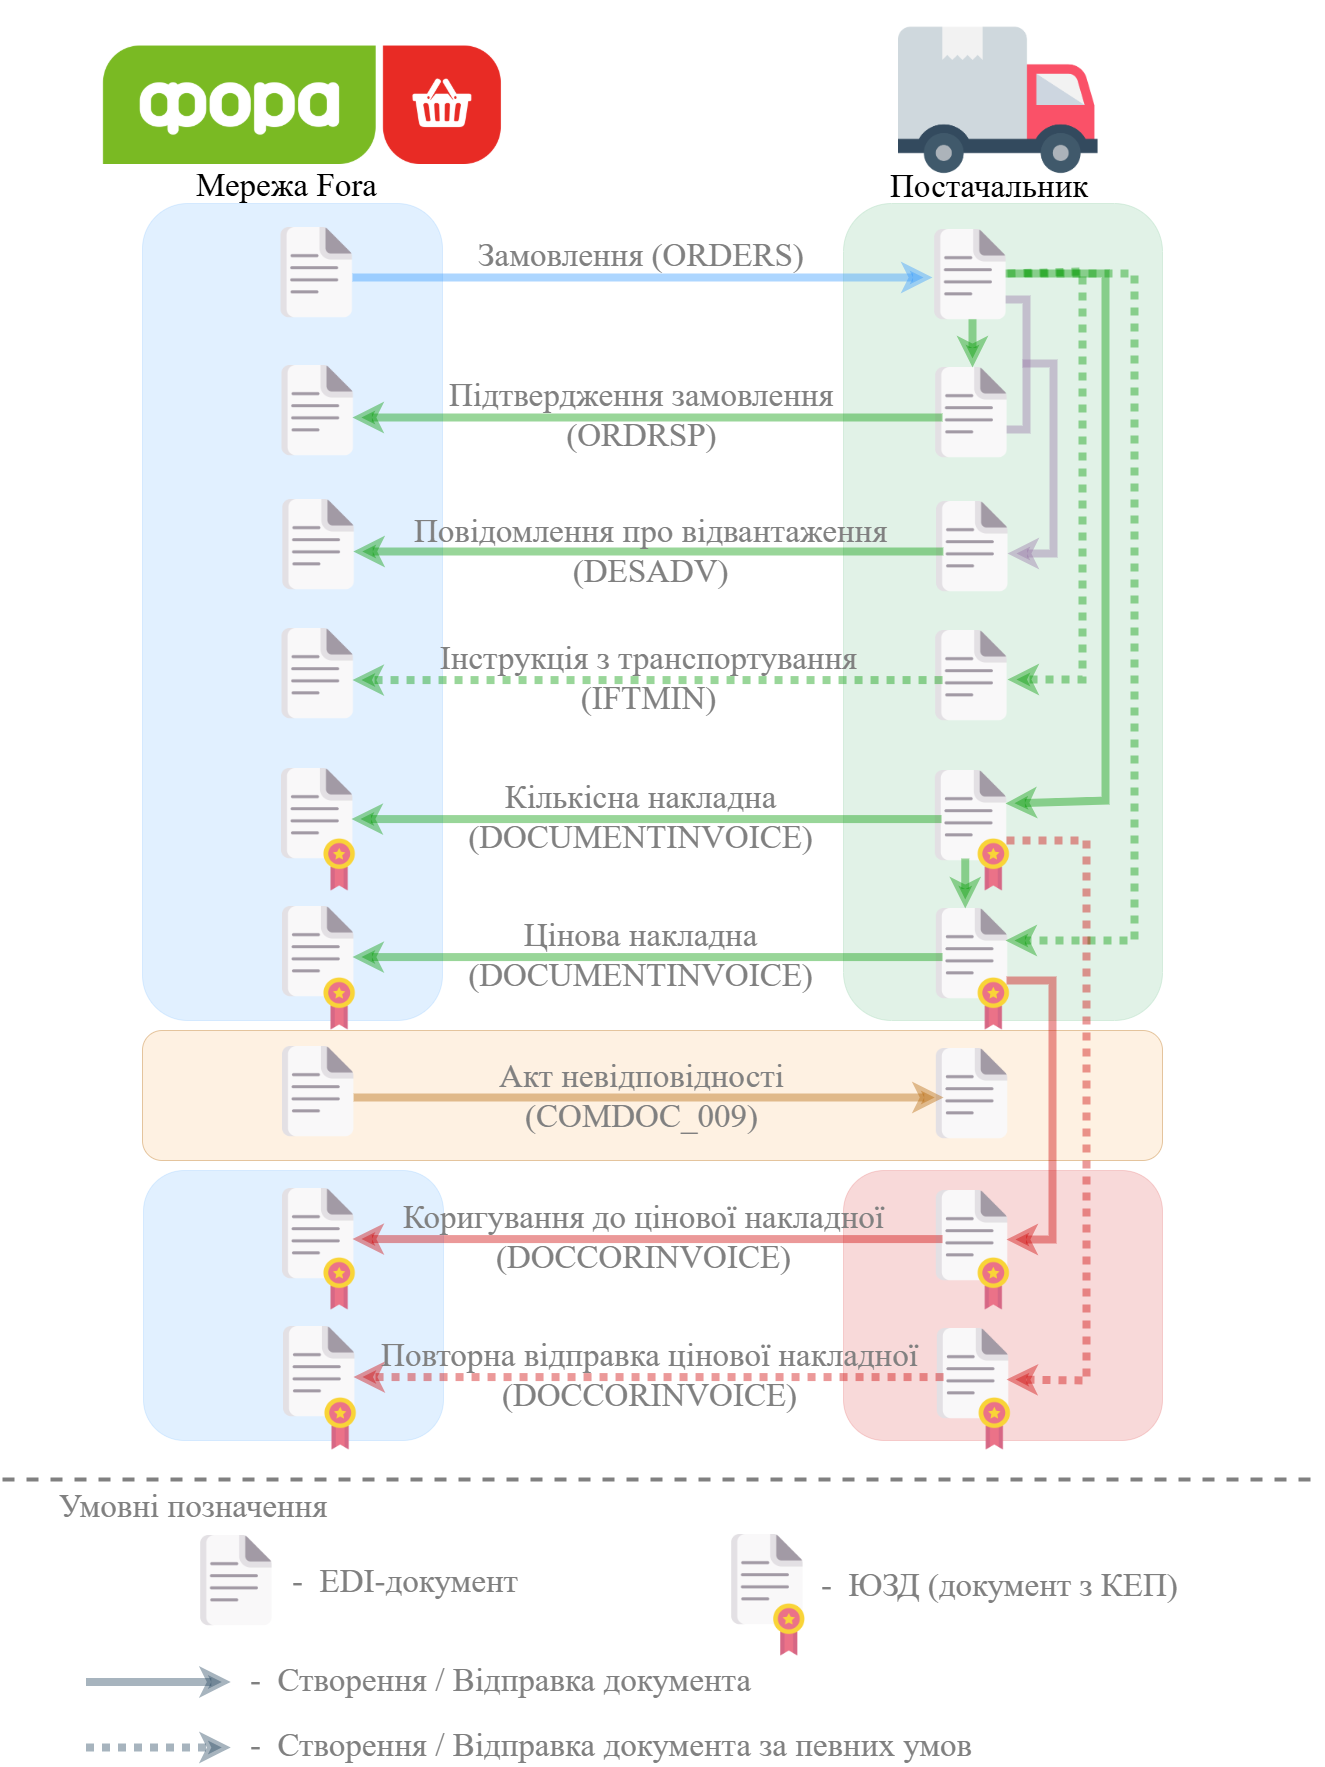 фора
Мережа Fora
Постачальник
Замовлення (ORDERS)
Підтвердження замовлення
(ORDRSP)
Повідомлення про відвантаження
(DESADV)
Інструкція з транспортування
(IFTMIN)
Кількісна накладна
(DOCUMENTINVOICE)
Цінова накладна
(DOCUMENTINVOICE)
Акт невідповідності
(COMDOC_009)
Коригування до цінової накладної
(DOCCORINVOICE)
Повторна відправка цінової накладної
(DOCCORINVOICE)
Умовні позначення
- EDI-документ
- ЮЗД (документ з КЕП)
- Створення / Відправка документа
- Створення / Відправка документа за певних умов